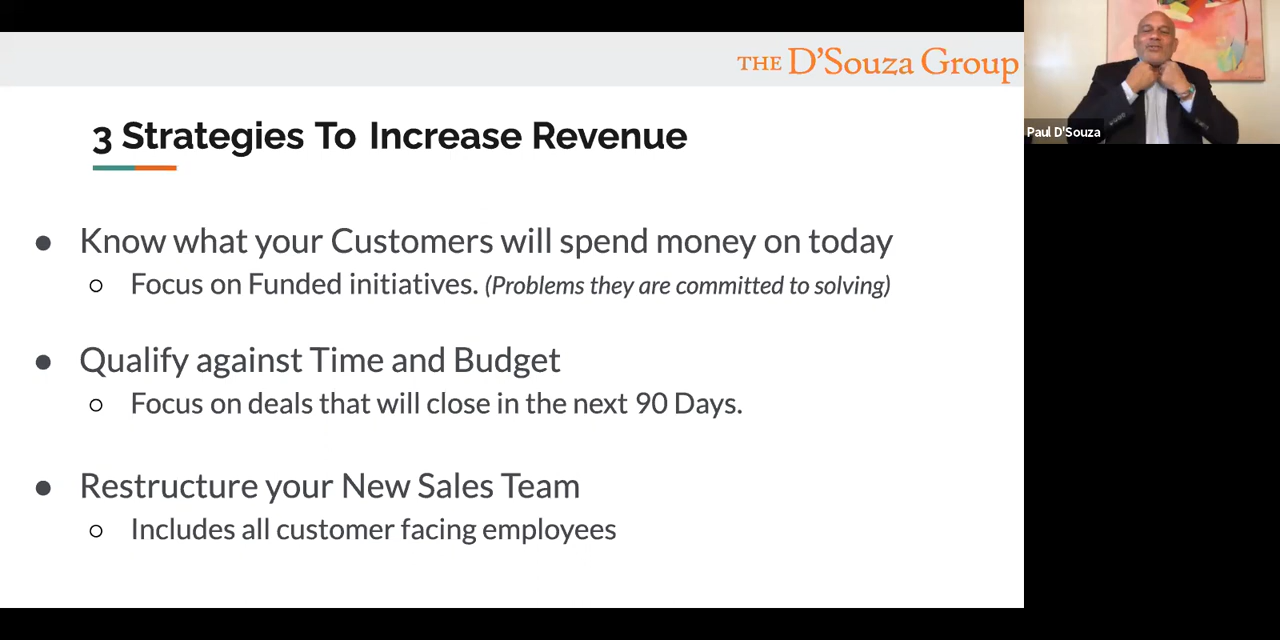 THE D'Souza Group
Paul D'Souza
3 Strategies To Increase Revenue
● Know what your Customers will spend money on today
○ Focus on Funded initiatives. (Problems they are committed to solving)
● Qualify against Time and Budget
○ Focus on deals that will close in the next 90 Days.
● Restructure your New Sales Team
○ Includes all customer facing employees